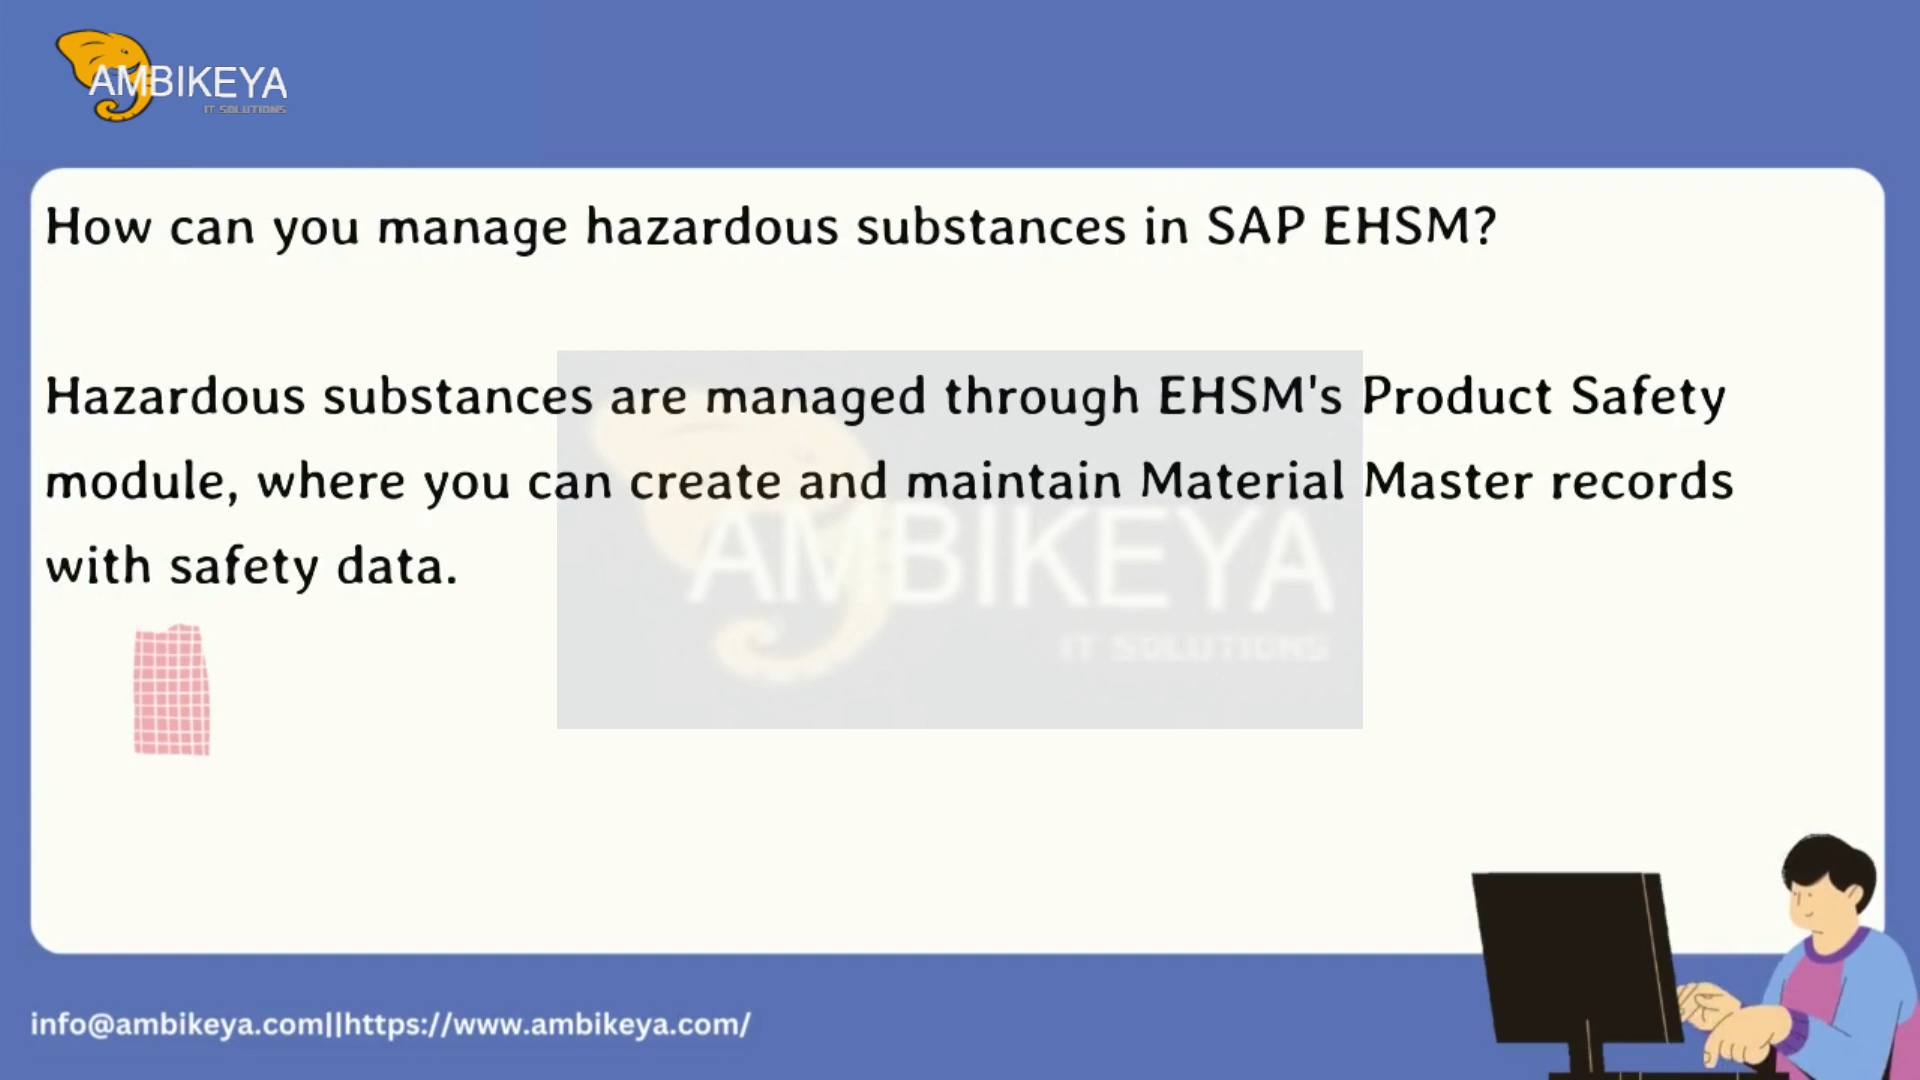 AMBIKEYA
IT SOLUTIONS
How can you manage hazardous substances in SAP EHSM?
Hazardous substances are managed through EHSM's Product Safety
module, where you can create and maintain Material Master records
with safety data.
AMBIKEYA
IT SOLUTIONS
info@ambikeya.com||https://www.ambikeya.com/